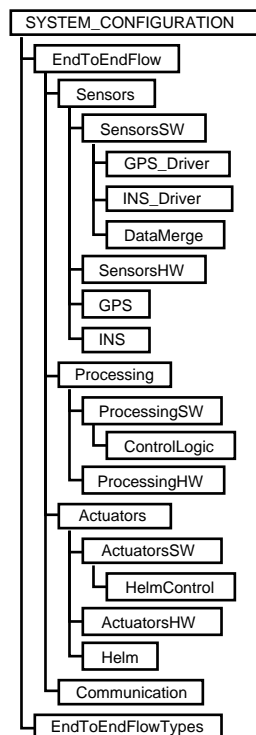 SYSTEM_CONFIGURATION
EndToEndFlow
Sensors
SensorsSW
GPS_Driver
INS_Driver
DataMerge
SensorsHW
GPS
INS
Processing
ProcessingSW
ControlLogic
ProcessingHW
Actuators
ActuatorsSW
HelmControl
ActuatorsHW
Helm
Communication
EndToEndFlowTypes